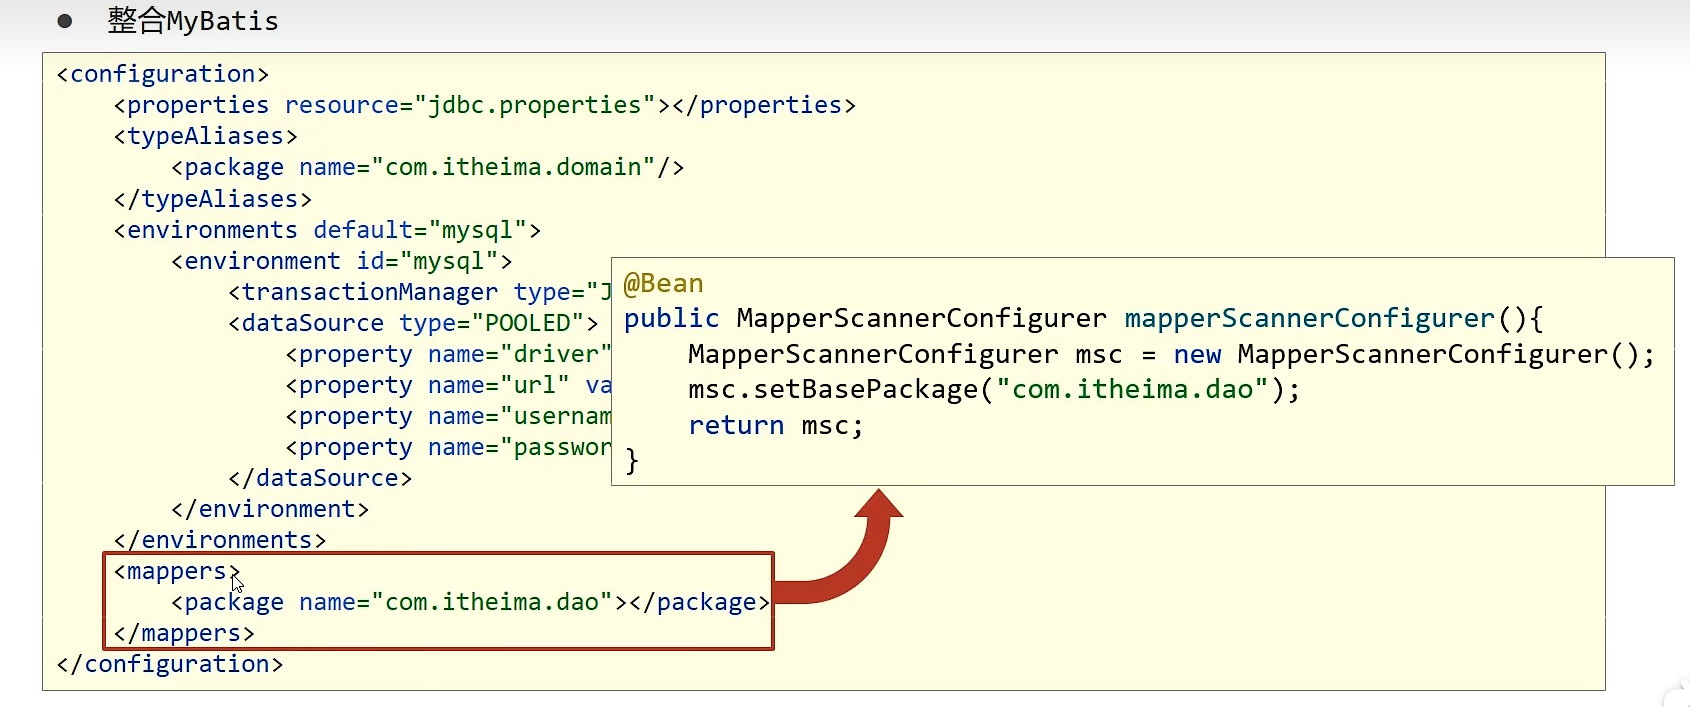 ● 整合MyBatis
<configuration>
    <properties resource="jdbc.properties"></properties>
    <typeAliases>
        <package name="com.itheima.domain"/>
    </typeAliases>
    <environments default="mysql">
        <environment id="mysql">
            <transactionManager type="J
            <dataSource type="POOLED">
                <property name="driver"
                <property name="url" va
                <property name="usernam
                <property name="passwor
            </dataSource>
        </environment>
    </environments>
    <mappers>
        <package name="com.itheima.dao"></package>
    </mappers>
</configuration>
@Bean
public MapperScannerConfigurer mapperScannerConfigurer(){
    MapperScannerConfigurer msc = new MapperScannerConfigurer();
    msc.setBasePackage("com.itheima.dao");
    return msc;
}